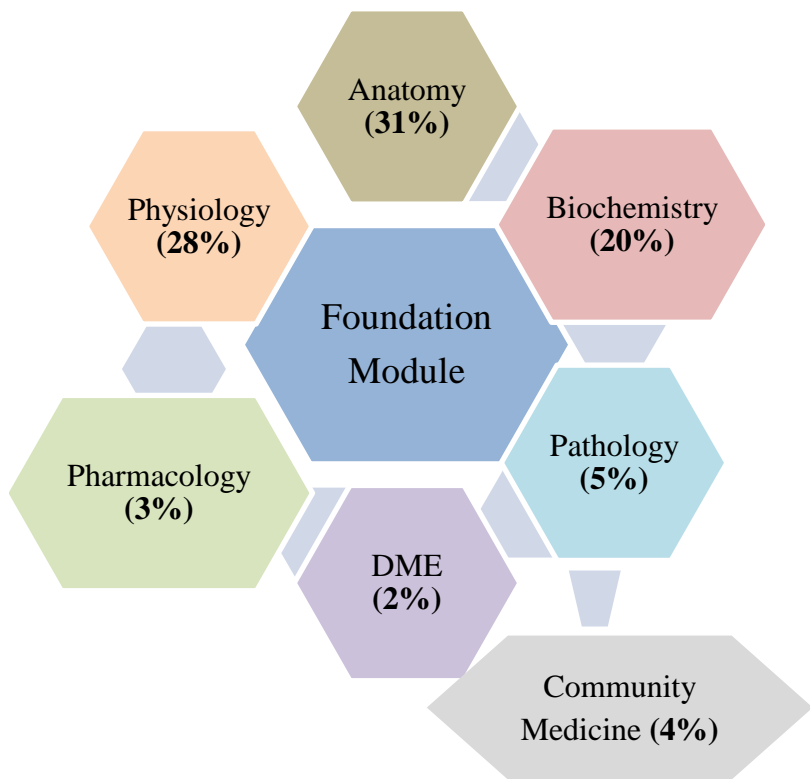 Anatomy
(31%)
Physiology
(28%)
Biochemistry
(20%)
Foundation
Module
Pharmacology
(3%)
Pathology
(5%)
DME
(2%)
Community
Medicine (4%)